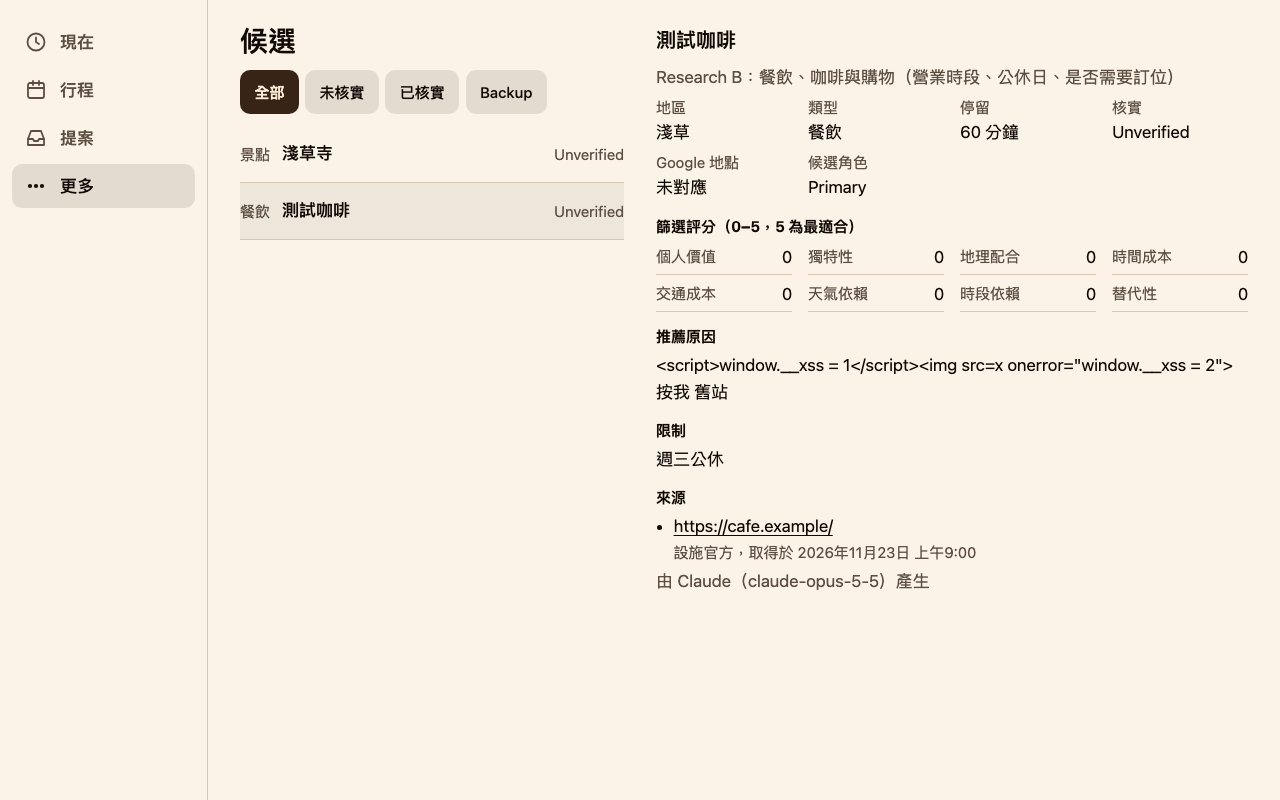 現在
行程
提案
更多
候選
全部 未核實 已核實 Backup
景點 淺草寺 Unverified
餐飲 測試咖啡 Unverified
測試咖啡
Research B：餐飲、咖啡與購物（營業時段、公休日、是否需要訂位）
地區 類型 停留 核實
淺草 餐飲 60 分鐘 Unverified
Google 地點 候選角色
未對應 Primary
篩選評分（0–5，5 為最適合）
個人價值 0 獨特性 0 地理配合 0 時間成本 0
交通成本 0 天氣依賴 0 時段依賴 0 替代性 0
推薦原因
<script>window.__xss = 1</script><img src=x onerror="window.__xss = 2">
按我 舊站
限制
週三公休
來源
• https://cafe.example/
設施官方，取得於 2026年11月23日 上午9:00
由 Claude（claude-opus-5-5）產生